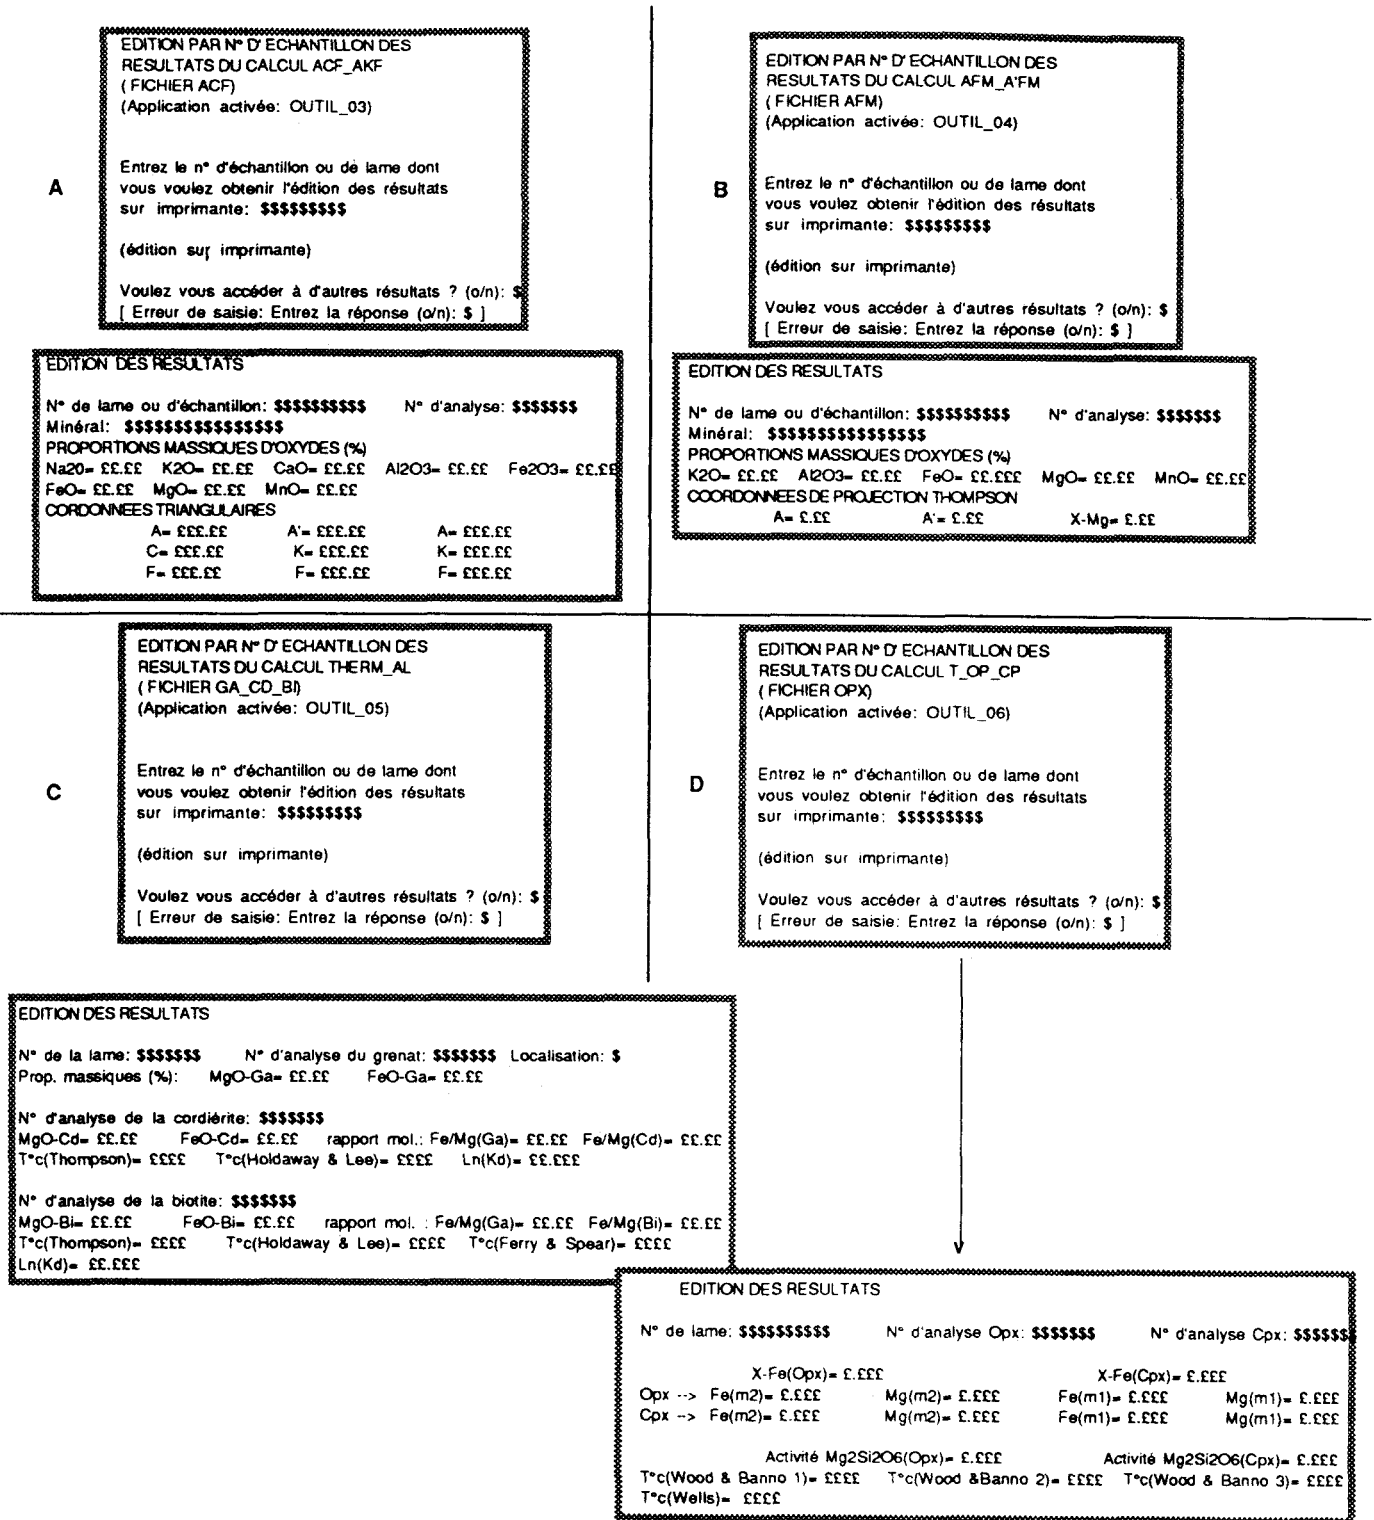 A
EDITION PAR N° D' ECHANTILLON DES
RESULTATS DU CALCUL ACF_AKF
( FICHIER ACF)
(Application activée: OUTIL_03)
Entrez le n° d'échantillon ou de lame dont
vous voulez obtenir l'édition des résultats
sur imprimante: $$$$$$$$$
(édition sur imprimante)
Voulez vous accéder à d'autres résultats ? (o/n): $
[ Erreur de saisie: Entrez la réponse (o/n): $ ]
EDITION DES RESULTATS
N° de lame ou d'échantillon: $$$$$$$$$$ N° d'analyse: $$$$$$$
Minéral: $$$$$$$$$$$$$$$$
PROPORTIONS MASSIQUES D'OXYDES (%)
Na20= ££.££ K2O= ££.££ CaO= ££.££ Al2O3= ££.££ Fe2O3= ££.££
FeO= ££.££ MgO= ££.££ MnO= ££.££
CORDONNEES TRIANGULAIRES
A= £££.££ A'= £££.££ A= £££.££
C= £££.££ K= £££.££ K= £££.££
F= £££.££ F= £££.££ F= £££.££
B
EDITION PAR N° D' ECHANTILLON DES
RESULTATS DU CALCUL AFM_A'FM
( FICHIER AFM)
(Application activée: OUTIL_04)
Entrez le n° d'échantillon ou de lame dont
vous voulez obtenir l'édition des résultats
sur imprimante: $$$$$$$$$
(édition sur imprimante)
Voulez vous accéder à d'autres résultats ? (o/n): $
[ Erreur de saisie: Entrez la réponse (o/n): $ ]
EDITION DES RESULTATS
N° de lame ou d'échantillon: $$$$$$$$$$ N° d'analyse: $$$$$$$
Minéral: $$$$$$$$$$$$$$$$
PROPORTIONS MASSIQUES D'OXYDES (%)
K2O= ££.££ Al2O3= ££.££ FeO= ££.£££ MgO= ££.££ MnO= ££.££
COORDONNEES DE PROJECTION THOMPSON
A= £.££ A'= £.££ X-Mg= £.££
C
EDITION PAR N° D' ECHANTILLON DES
RESULTATS DU CALCUL THERM_AL
( FICHIER GA_CD_BI)
(Application activée: OUTIL_05)
Entrez le n° d'échantillon ou de lame dont
vous voulez obtenir l'édition des résultats
sur imprimante: $$$$$$$$$
(édition sur imprimante)
Voulez vous accéder à d'autres résultats ? (o/n): $
[ Erreur de saisie: Entrez la réponse (o/n): $ ]
D
EDITION PAR N° D' ECHANTILLON DES
RESULTATS DU CALCUL T_OP_CP
( FICHIER OPX)
(Application activée: OUTIL_06)
Entrez le n° d'échantillon ou de lame dont
vous voulez obtenir l'édition des résultats
sur imprimante: $$$$$$$$$
(édition sur imprimante)
Voulez vous accéder à d'autres résultats ? (o/n): $
[ Erreur de saisie: Entrez la réponse (o/n): $ ]
EDITION DES RESULTATS
N° de la lame: $$$$$$$ N° d'analyse du grenat: $$$$$$$ Localisation: $
Prop. massiques (%): MgO-Ga= ££.££ FeO-Ga= ££.££
N° d'analyse de la cordiérite: $$$$$$$
MgO-Cd= ££.££ FeO-Cd= ££.££ rapport mol.: Fe/Mg(Ga)= ££.££ Fe/Mg(Cd)= ££.££
T°c(Thompson)= ££££ T°c(Holdaway & Lee)= ££££ Ln(Kd)= ££.£££
N° d'analyse de la biotite: $$$$$$$
MgO-Bi= ££.££ FeO-Bi= ££.££ rapport mol. : Fe/Mg(Ga)= ££.££ Fe/Mg(Bi)= ££.££
T°c(Thompson)= ££££ T°c(Holdaway & Lee)= ££££ T°c(Ferry & Spear)= ££££
Ln(Kd)= ££.£££
EDITION DES RESULTATS
N° de lame: $$$$$$$$$$ N° d'analyse Opx: $$$$$$$ N° d'analyse Cpx: $$$$$$$
X-Fe(Opx)= £.£££ X-Fe(Cpx)= £.£££
Opx --> Fe(m2)= £.£££ Mg(m2)= £.£££ Fe(m1)= £.£££ Mg(m1)= £.£££
Cpx --> Fe(m2)= £.£££ Mg(m2)= £.£££ Fe(m1)= £.£££ Mg(m1)= £.£££
Activité Mg2Si2O6(Opx)= £.£££ Activité Mg2Si2O6(Cpx)= £.£££
T°c(Wood & Banno 1)= ££££ T°c(Wood &Banno 2)= ££££ T°c(Wood & Banno 3)= ££££
T°c(Wells)= ££££